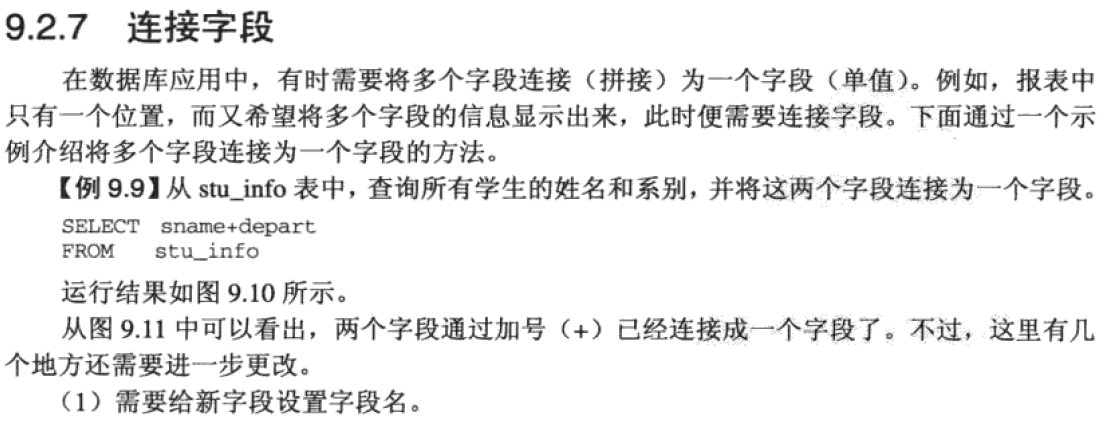 9.2.7 连接字段
在数据库应用中，有时需要将多个字段连接（拼接）为一个字段（单值）。例如，报表中
只有一个位置，而又希望将多个字段的信息显示出来，此时便需要连接字段。下面通过一个示
例介绍将多个字段连接为一个字段的方法。
【例 9.9】从 stu_info 表中，查询所有学生的姓名和系别，并将这两个字段连接为一个字段。
SELECT sname+depart
FROM stu_info
运行结果如图 9.10 所示。
从图 9.11 中可以看出，两个字段通过加号（+）已经连接成一个字段了。不过，这里有几
个地方还需要进一步更改。
（1）需要给新字段设置字段名。